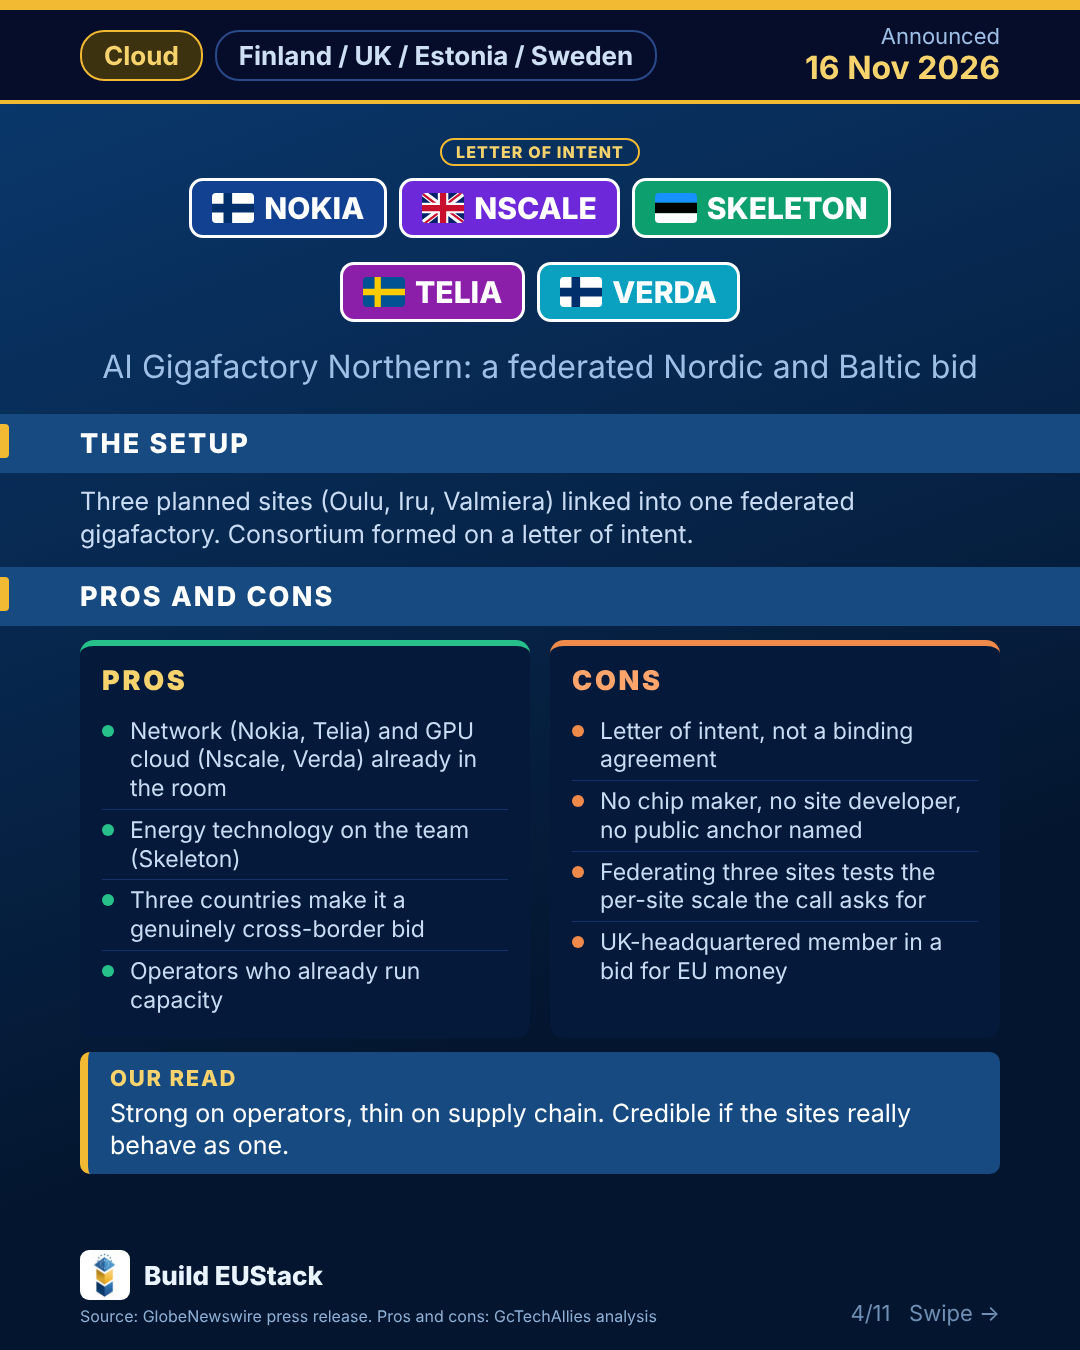 Cloud
Finland / UK / Estonia / Sweden
Announced
16 Nov 2026
LETTER OF INTENT
NOKIA
NSCALE
SKELETON
TELIA
VERDA
AI Gigafactory Northern: a federated Nordic and Baltic bid
THE SETUP
Three planned sites (Oulu, Iru, Valmiera) linked into one federated
gigafactory. Consortium formed on a letter of intent.
PROS AND CONS
PROS
Network (Nokia, Telia) and GPU
cloud (Nscale, Verda) already in
the room
Energy technology on the team
(Skeleton)
Three countries make it a
genuinely cross-border bid
Operators who already run
capacity
CONS
Letter of intent, not a binding
agreement
No chip maker, no site developer,
no public anchor named
Federating three sites tests the
per-site scale the call asks for
UK-headquartered member in a
bid for EU money
OUR READ
Strong on operators, thin on supply chain. Credible if the sites really
behave as one.
Build EUStack
Source: GlobeNewswire press release. Pros and cons: GcTechAllies analysis
4/11 Swipe →